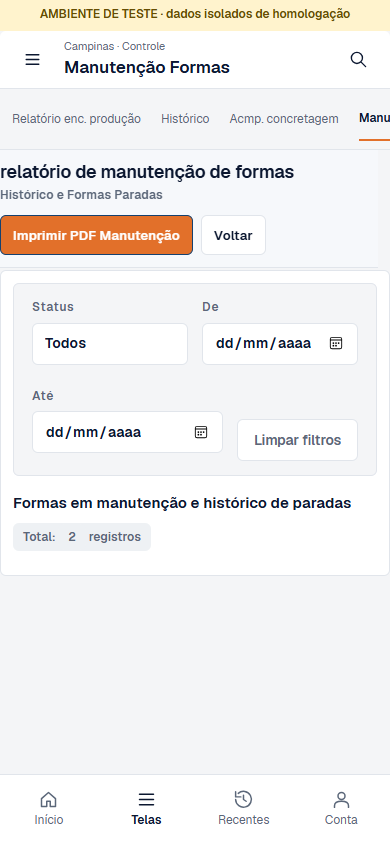 AMBIENTE DE TESTE · dados isolados de homologação
Campinas · Controle
Manutenção Formas
Relatório enc. produção Histórico Acmp. concretagem Manu
relatório de manutenção de formas
Histórico e Formas Paradas
Imprimir PDF Manutenção Voltar
Status De
Todos dd/mm/aaaa
Até
dd/mm/aaaa Limpar filtros
Formas em manutenção e histórico de paradas
Total: 2 registros
Início Telas Recentes Conta